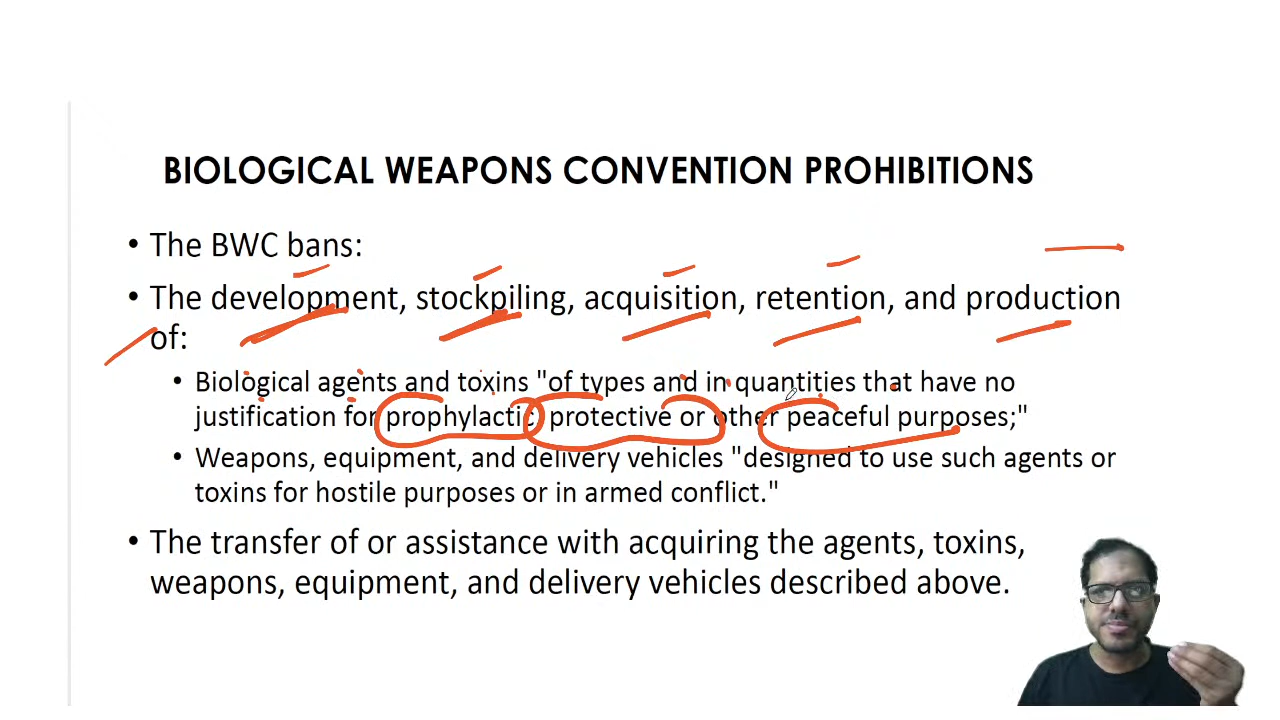 BIOLOGICAL WEAPONS CONVENTION PROHIBITIONS
• The BWC bans:
• The development, stockpiling, acquisition, retention, and production
of:
• Biological agents and toxins "of types and in quantities that have no
justification for prophylactic, protective or other peaceful purposes;"
• Weapons, equipment, and delivery vehicles "designed to use such agents or
toxins for hostile purposes or in armed conflict."
• The transfer of or assistance with acquiring the agents, toxins,
weapons, equipment, and delivery vehicles described above.